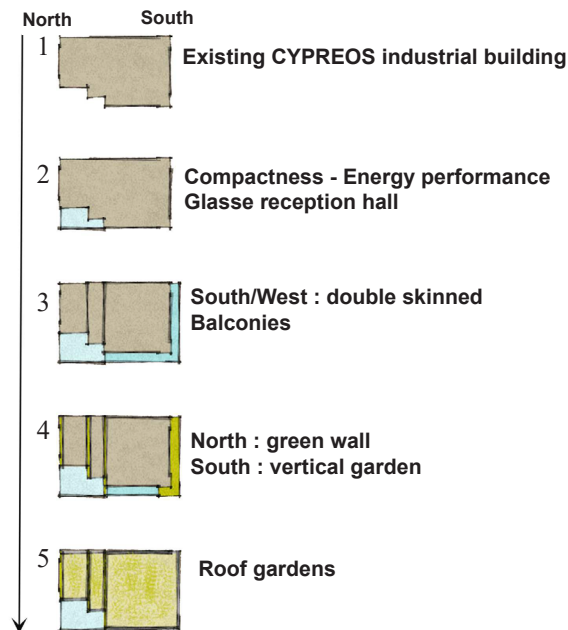 North South
1 Existing CYPREOS industrial building
2 Compactness - Energy performance
Glasse reception hall
3 South/West : double skinned
Balconies
4 North : green wall
South : vertical garden
5 Roof gardens